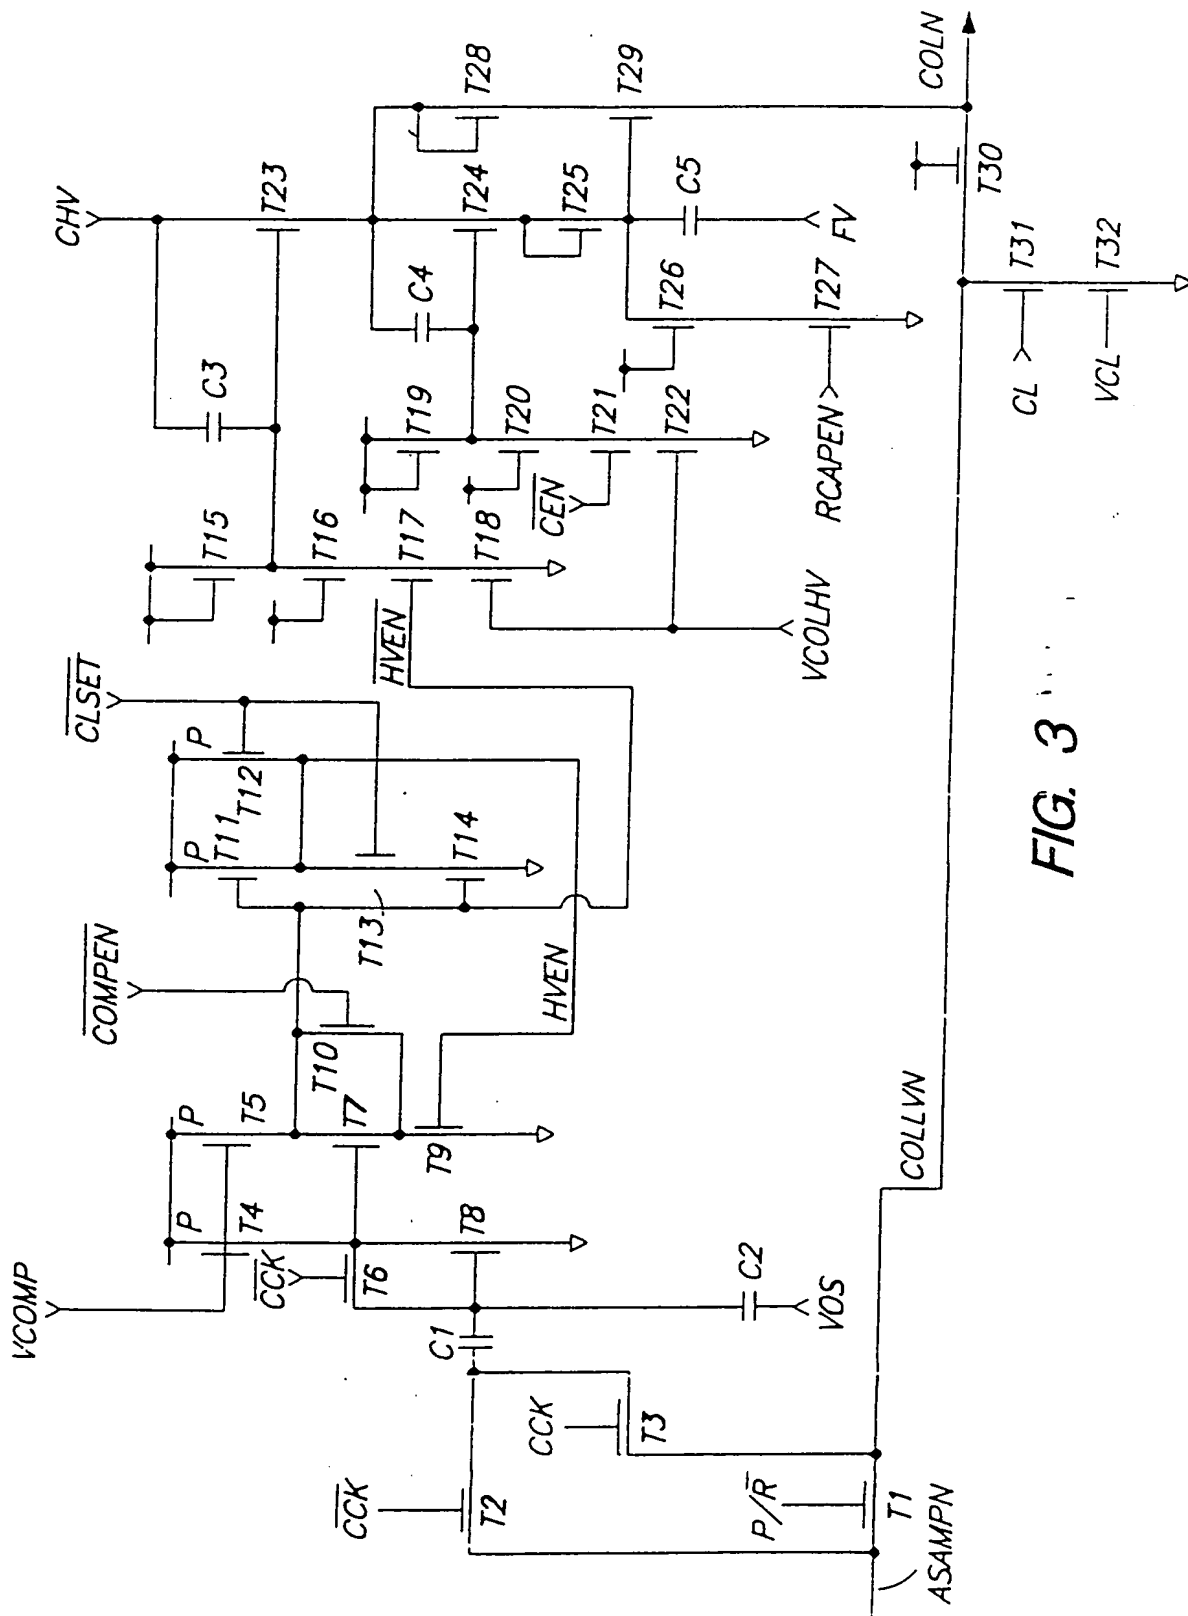 VCOMP
P
T4
P
T5
CCK
T6
T7
T8
T9
T10
C1
C2
VOS
CCK
T2
CCK
T3
P/R
T1
ASAMPN
COLLVN
COMPEN
CLSET
P
T11
P
T12
T13
T14
HVEN
HVEN
T15
T16
T17
T18
VCOLHV
C3
CHV
T23
T19
T20
CEN
T21
T22
C4
T24
T25
T26
T27
RCAPEN
C5
FV
T28
T29
T30
COLN
CL
T31
VCL
T32
FIG. 3